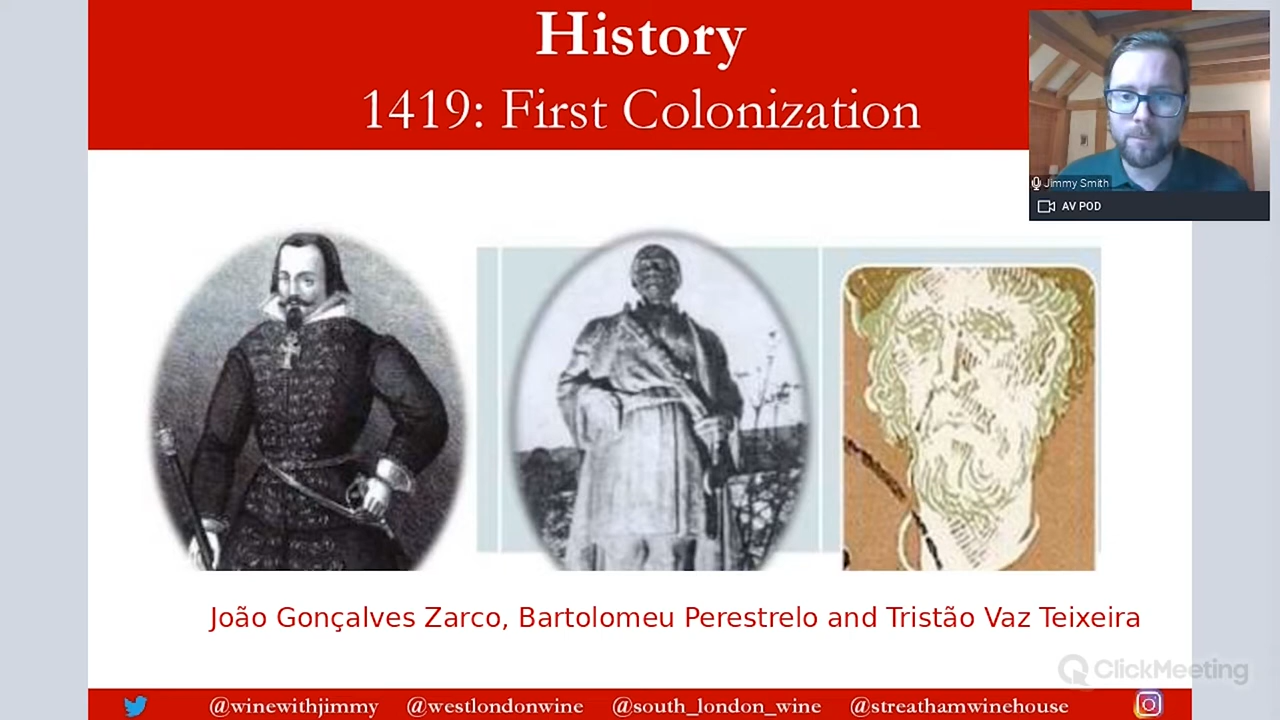 History
1419: First Colonization
Jimmy Smith
AV POD
João Gonçalves Zarco, Bartolomeu Perestrelo and Tristão Vaz Teixeira
ClickMeeting
@winewithjimmy @westlondonwine @south_london_wine @streathamwinehouse